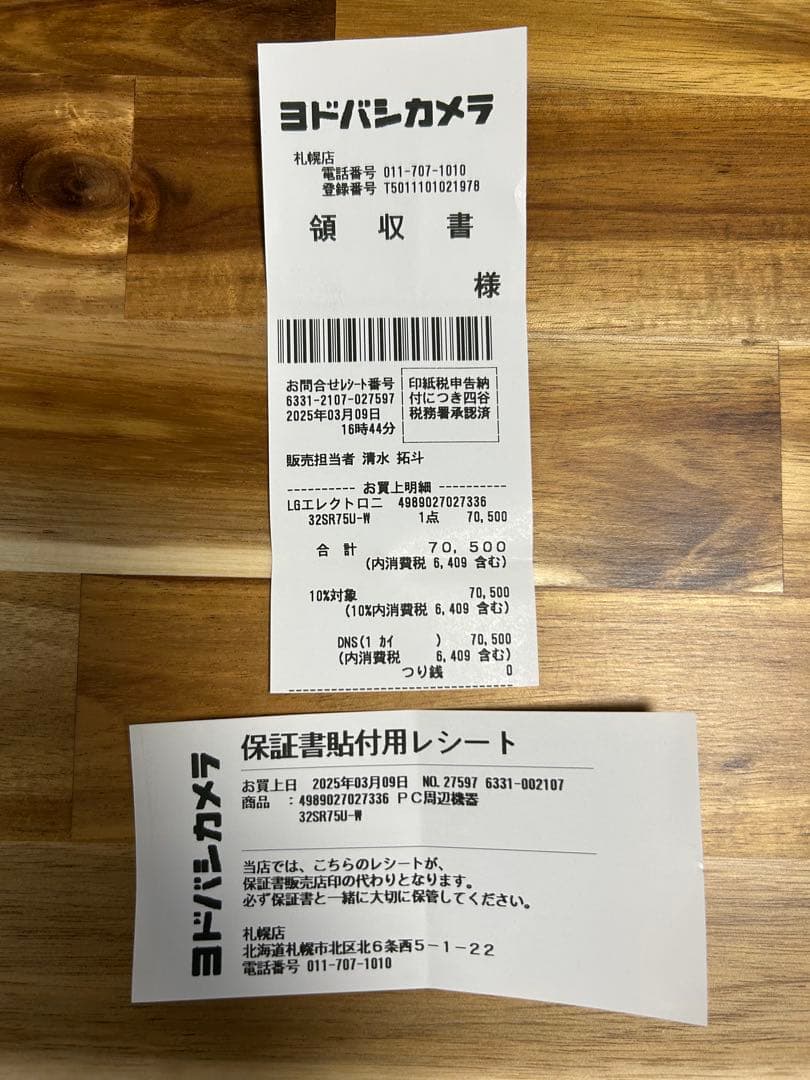 ヨドバシカメラ
札幌店
電話番号 011-707-1010
登録番号 T5011101021978
領 収 書
様
お問合せレシート番号
6331-2107-027597
2025年03月09日
16時44分
印紙税申告納
付につき四谷
税務署承認済
販売担当者 清水 拓斗
---------- お買上明細 ----------
LGエレクトロニ 4989027027336
32SR75U-W 1点 70,500
合 計 70,500
(内消費税 6,409 含む)
10%対象 70,500
(10%内消費税 6,409 含む)
DNS(1 カイ ) 70,500
(内消費税 6,409 含む)
つり銭 0
ヨドバシカメラ
保証書貼付用レシート
お買上日 2025年03月09日 NO.27597 6331-002107
商品 :4989027027336 PC周辺機器
32SR75U-W
当店では、こちらのレシートが、
保証書販売店印の代わりとなります。
必ず保証書と一緒に大切に保管してください。
札幌店
北海道札幌市北区北6条西5-1-22
電話番号 011-707-1010